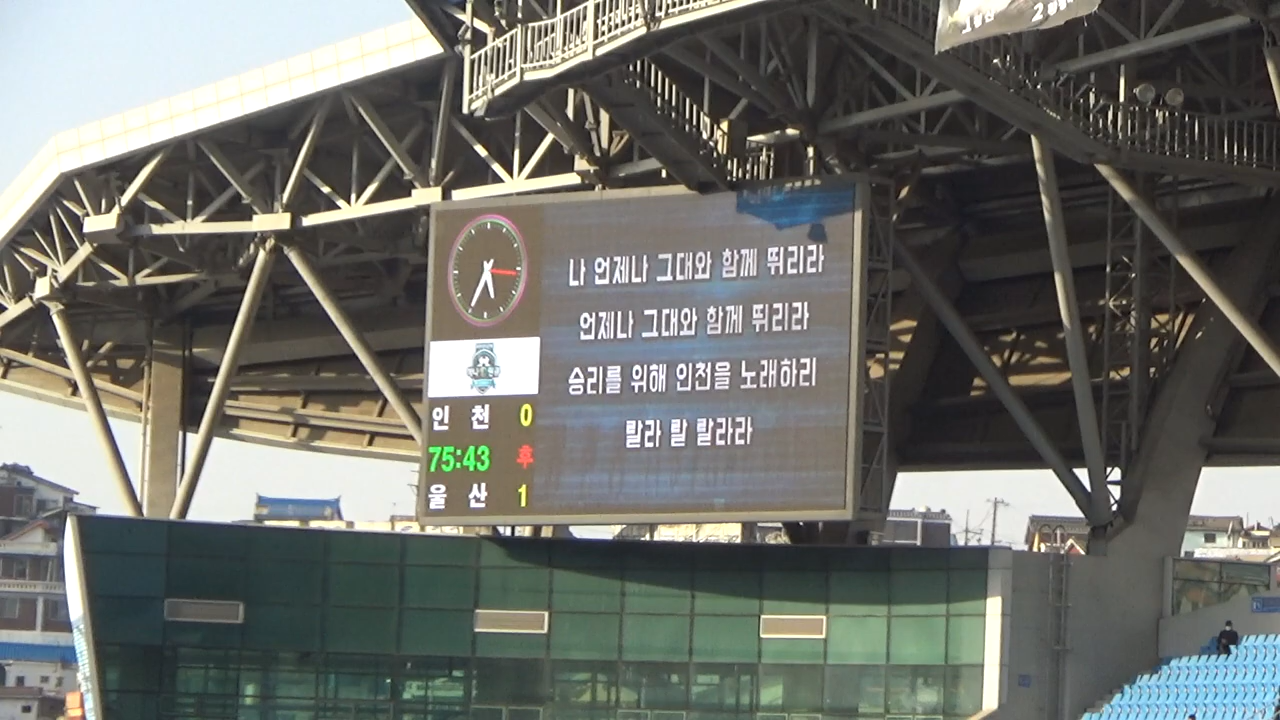 나 언제나 그대와 함께 뛰리라
언제나 그대와 함께 뛰리라
승리를 위해 인천을 노래하리
랄라 랄 랄라라
인천 0
75:43 후
울산 1